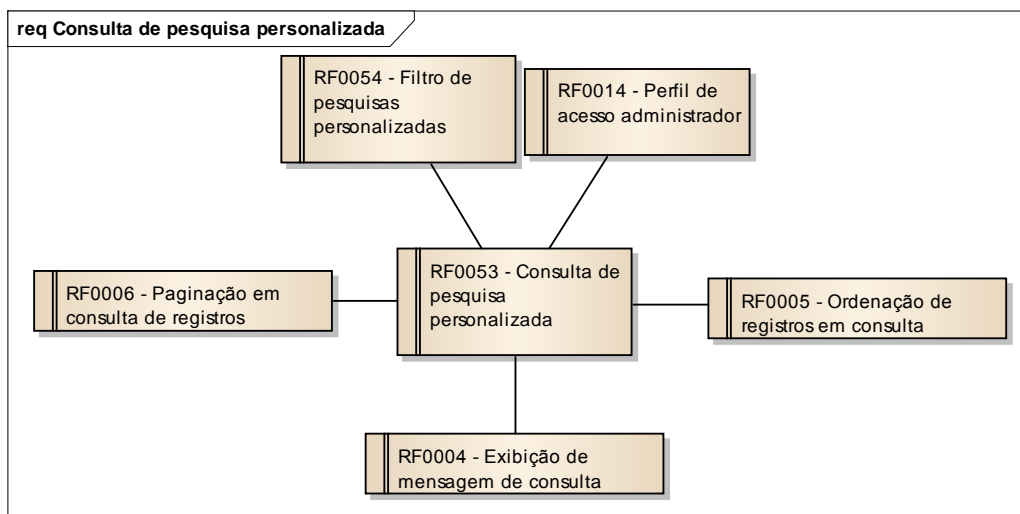 req Consulta de pesquisa personalizada
RF0054 - Filtro de
pesquisas
personalizadas
RF0014 - Perfil de
acesso administrador
RF0053 - Consulta de
pesquisa
personalizada
RF0006 - Paginação em
consulta de registros
RF0005 - Ordenação de
registros em consulta
RF0004 - Exibição de
mensagem de consulta